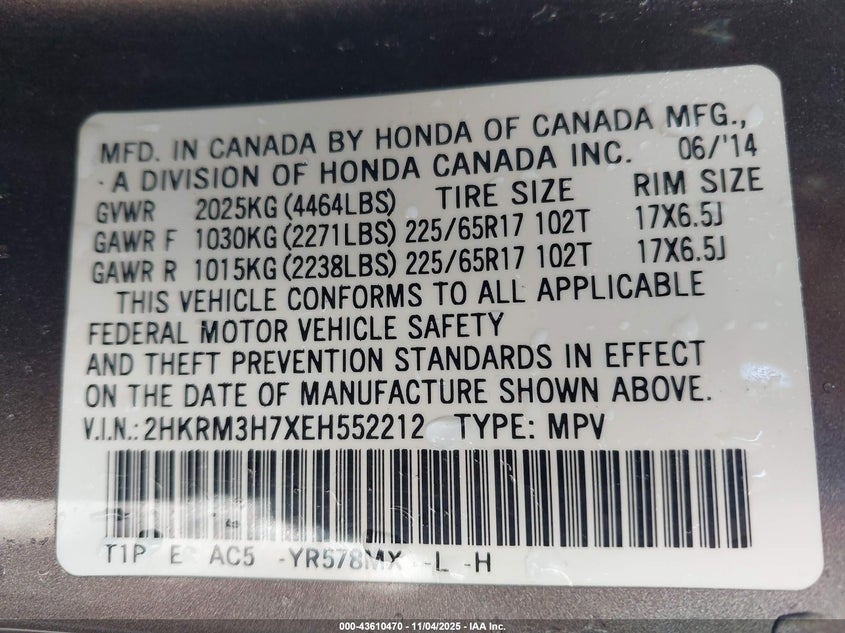 MFD. IN CANADA BY HONDA OF CANADA MFG.,
A DIVISION OF HONDA CANADA INC. 06/'14
GVWR 2025KG (4464LBS) TIRE SIZE RIM SIZE
GAWR F 1030KG (2271LBS) 225/65R17 102T 17X6.5J
GAWR R 1015KG (2238LBS) 225/65R17 102T 17X6.5J
THIS VEHICLE CONFORMS TO ALL APPLICABLE
FEDERAL MOTOR VEHICLE SAFETY
AND THEFT PREVENTION STANDARDS IN EFFECT
ON THE DATE OF MANUFACTURE SHOWN ABOVE.
V.I.N.: 2HKRM3H7XEH552212 TYPE: MPV
T1P E AC5 -YR578MX -L -H
000-43610470 - 11/04/2025 - IAA Inc.